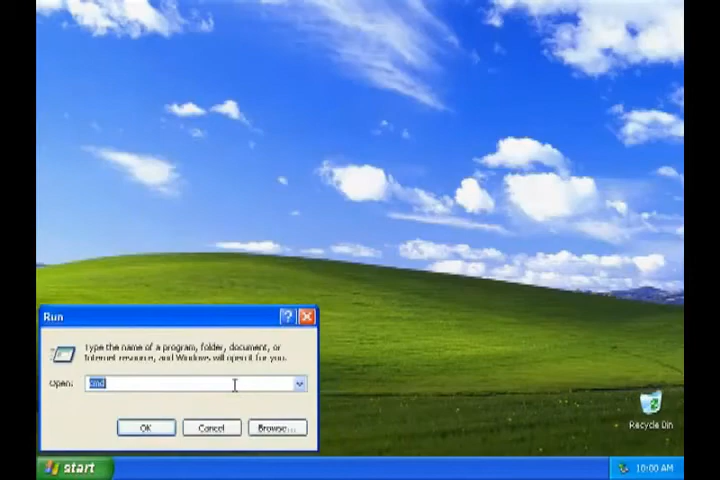 Run
Type the name of a program, folder, document, or
Internet resource, and Windows will open it for you.
Open: cmd
OK Cancel Browse...
Recycle Bin
start 10:00 AM